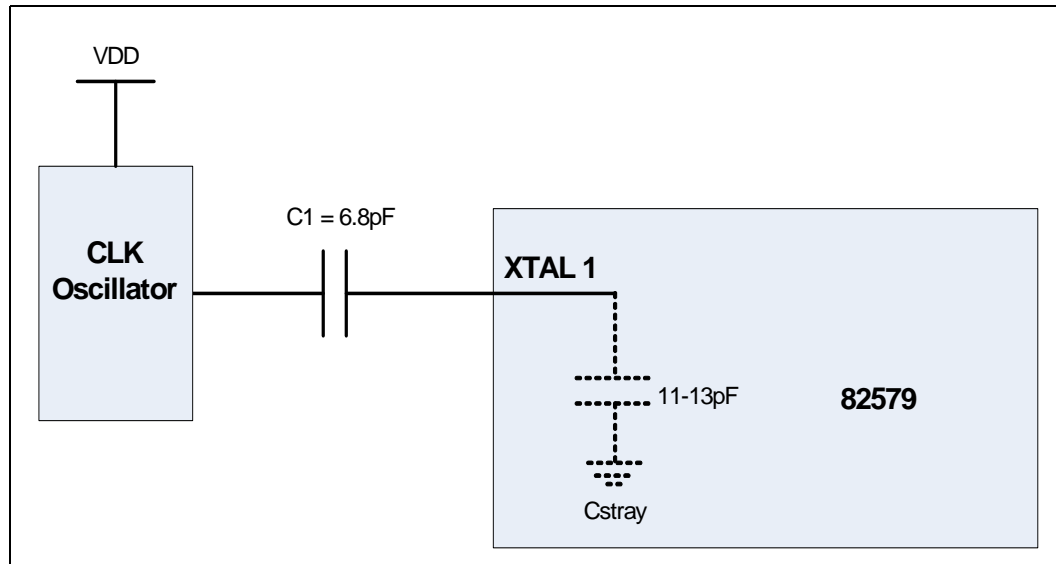 VDD
CLK
Oscillator
C1 = 6.8pF
XTAL 1
11-13pF
82579
Cstray